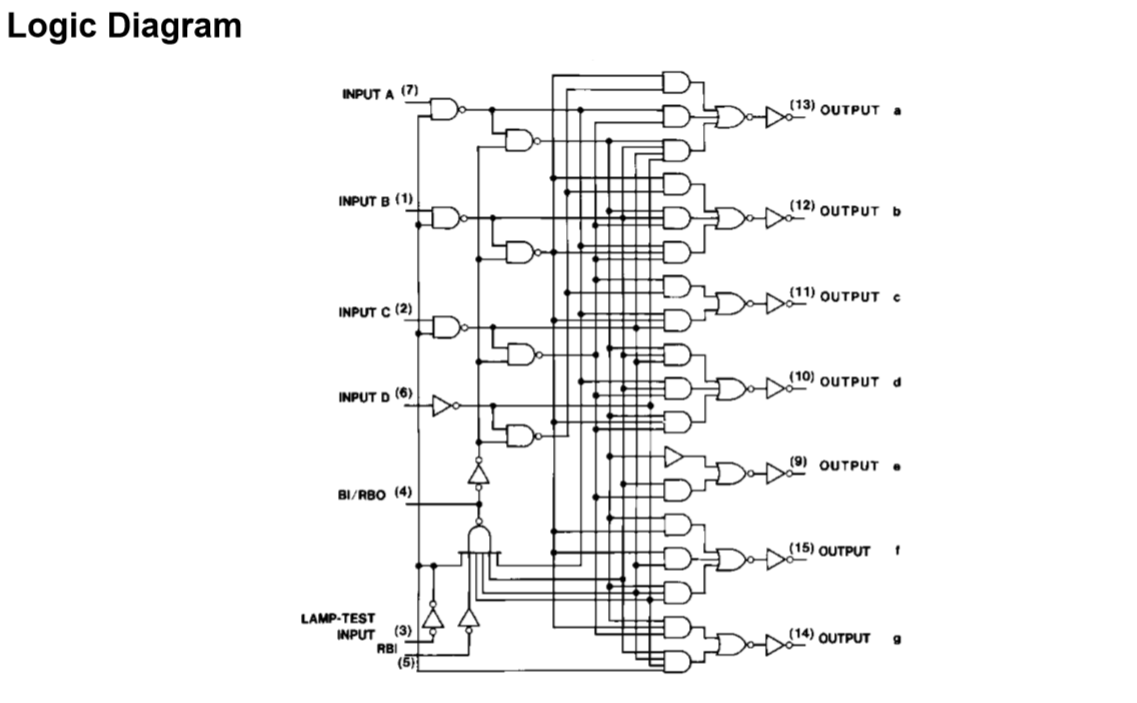 Logic Diagram
INPUT A (7)
(13) OUTPUT a
INPUT B (1)
(12) OUTPUT b
INPUT C (2)
(11) OUTPUT c
INPUT D (6)
(10) OUTPUT d
(9) OUTPUT e
BI/RBO (4)
(15) OUTPUT f
LAMP-TEST
INPUT (3)
(14) OUTPUT g
RBI
(5)